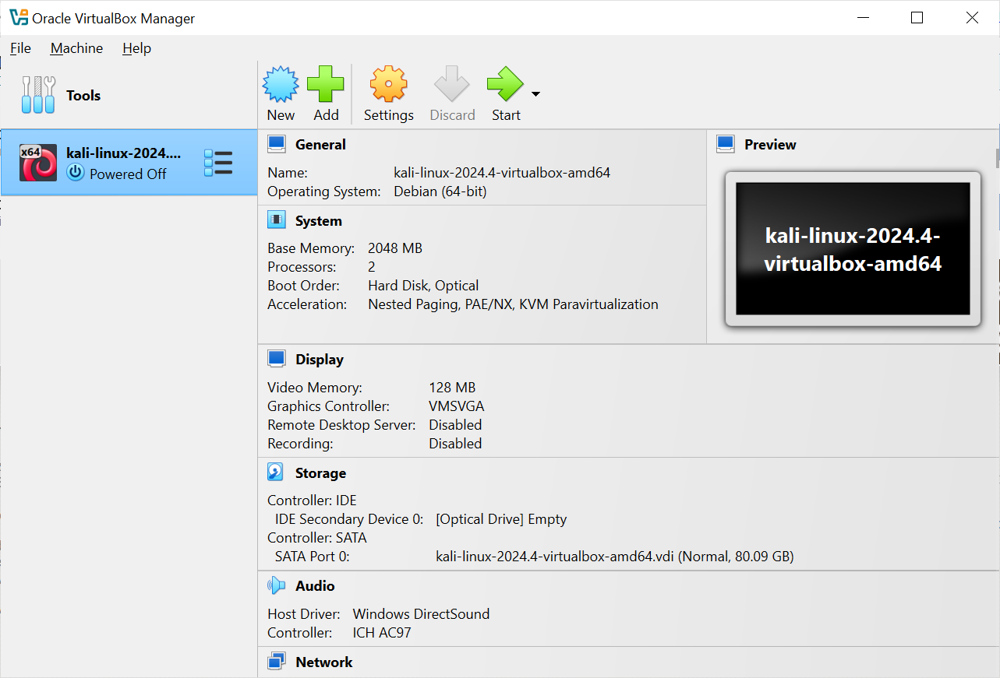 Oracle VirtualBox Manager
File Machine Help
Tools
New Add Settings Discard Start
x64
kali-linux-2024....
Powered Off
General
Name: kali-linux-2024.4-virtualbox-amd64
Operating System: Debian (64-bit)
System
Base Memory: 2048 MB
Processors: 2
Boot Order: Hard Disk, Optical
Acceleration: Nested Paging, PAE/NX, KVM Paravirtualization
Preview
kali-linux-2024.4-
virtualbox-amd64
Display
Video Memory: 128 MB
Graphics Controller: VMSVGA
Remote Desktop Server: Disabled
Recording: Disabled
Storage
Controller: IDE
IDE Secondary Device 0: [Optical Drive] Empty
Controller: SATA
SATA Port 0: kali-linux-2024.4-virtualbox-amd64.vdi (Normal, 80.09 GB)
Audio
Host Driver: Windows DirectSound
Controller: ICH AC97
Network